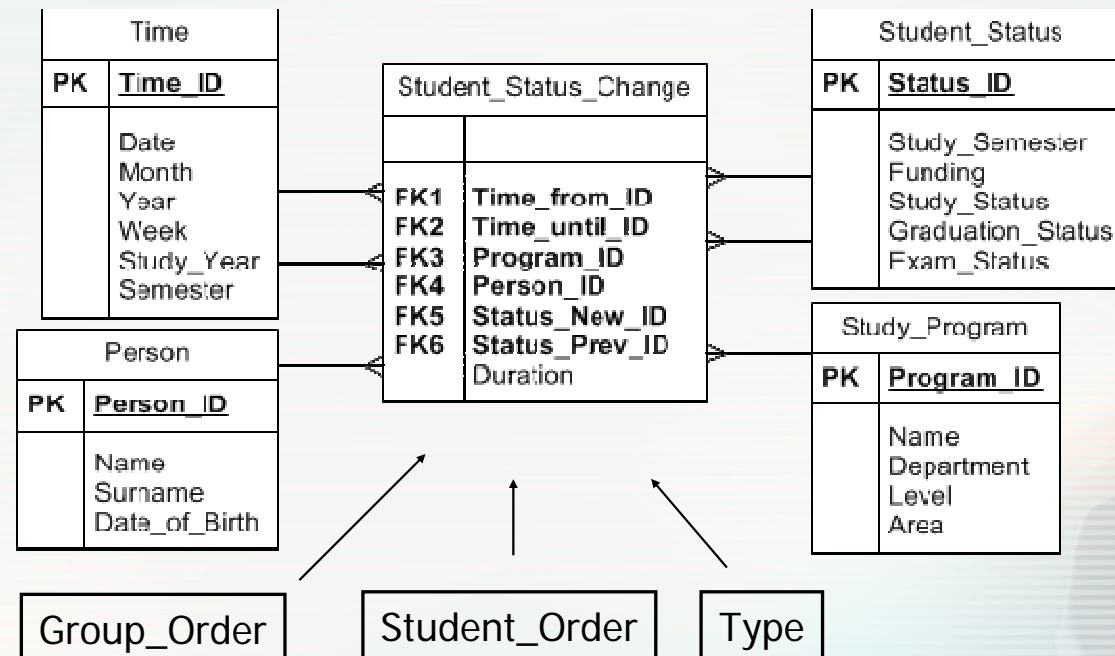 Time
PK Time_ID
Date
Month
Year
Week
Study_Year
Semester
Person
PK Person_ID
Name
Surname
Date_of_Birth
Student_Status_Change
FK1 Time_from_ID
FK2 Time_until_ID
FK3 Program_ID
FK4 Person_ID
FK5 Status_New_ID
FK6 Status_Prev_ID
Duration
Student_Status
PK Status_ID
Study_Semester
Funding
Study_Status
Graduation_Status
Exam_Status
Study_Program
PK Program_ID
Name
Department
Level
Area
Group_Order
Student_Order
Type